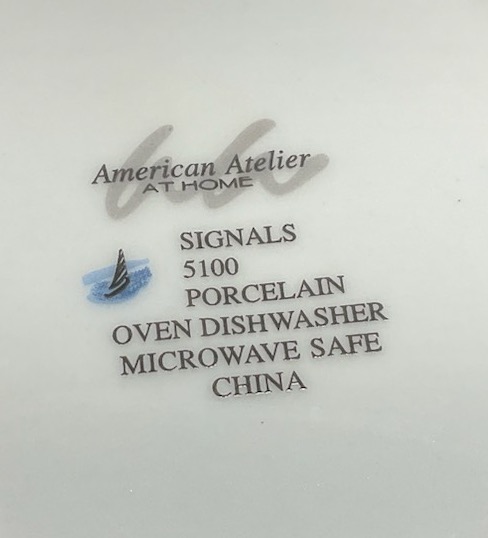 American Atelier
AT HOME
SIGNALS
5100
PORCELAIN
OVEN DISHWASHER
MICROWAVE SAFE
CHINA